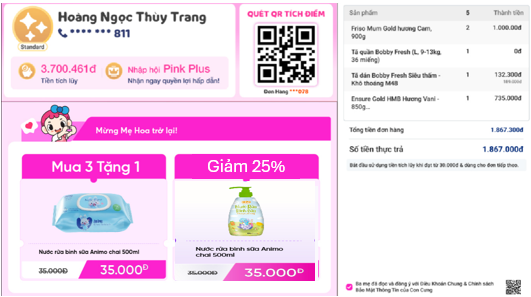 Hoàng Ngọc Thùy Trang
**** *** 811
Standard
3.700.461đ
Tiền tích lũy
Nhập hội Pink Plus
Nhận ngay quyền lợi hấp dẫn!
QUÉT QR TÍCH ĐIỂM
Đơn Hàng ***029
Mừng Mẹ Hoa trở lại!
Mua 3 Tặng 1
Nước rửa bình sữa Animo
chai 500ml
35.000Đ
35.000Đ
Giảm 25%
Nước rửa bình sữa Animo
chai 500ml
35.000Đ
35.000Đ
Sản phẩm 5 Thành tiền
Friso Mum Gold hương Cam, 2 1.000.00đ
900g
Tã quần Bobby Fresh (L, 9-13kg, 1 0đ
36 miếng)
Tã dán Bobby Fresh Siêu thấm - 1 132.300đ
Khô thoáng M48
Ensure Gold HMB Hương Vani - 1 735.000đ
850g...
Tổng tiền đơn hàng 1.867.300đ
Số tiền thực trả 1.867.000đ
Bắt đầu sử dụng tiền tích lũy khi đạt từ 30.000đ & dùng cho đơn tiếp theo.
Ba mẹ đã đọc và đồng ý với Điều Khoản Chung & Chính sách
Bảo Mật Thông Tin của Con Cưng